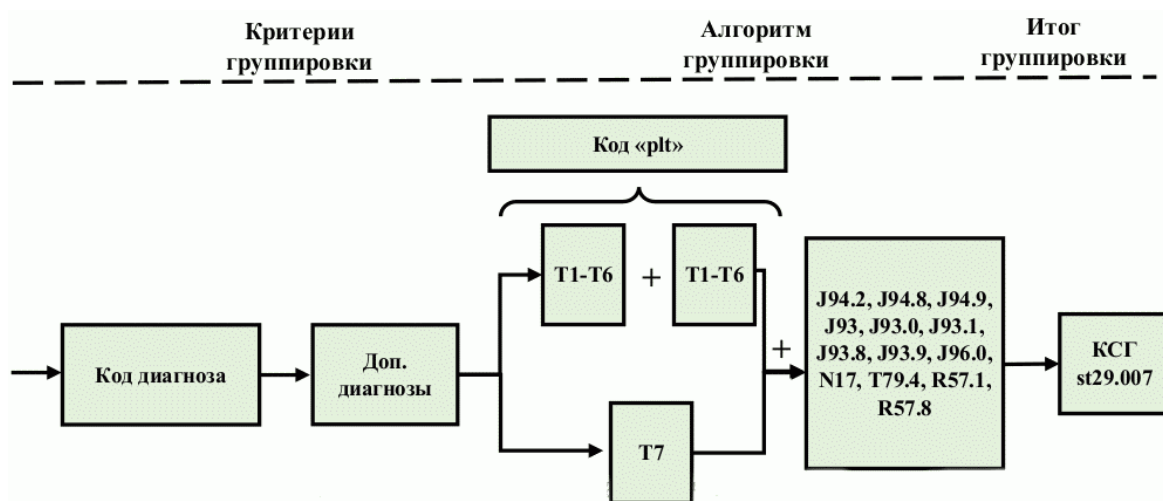 Критерии
группировки
Алгоритм
группировки
Итог
группировки
Код «plt»
T1-T6
+
T1-T6
Код диагноза
Доп.
диагнозы
T7
+
J94.2, J94.8, J94.9,
J93, J93.0, J93.1,
J93.8, J93.9, J96.0,
N17, T79.4, R57.1,
R57.8
КСГ
st29.007